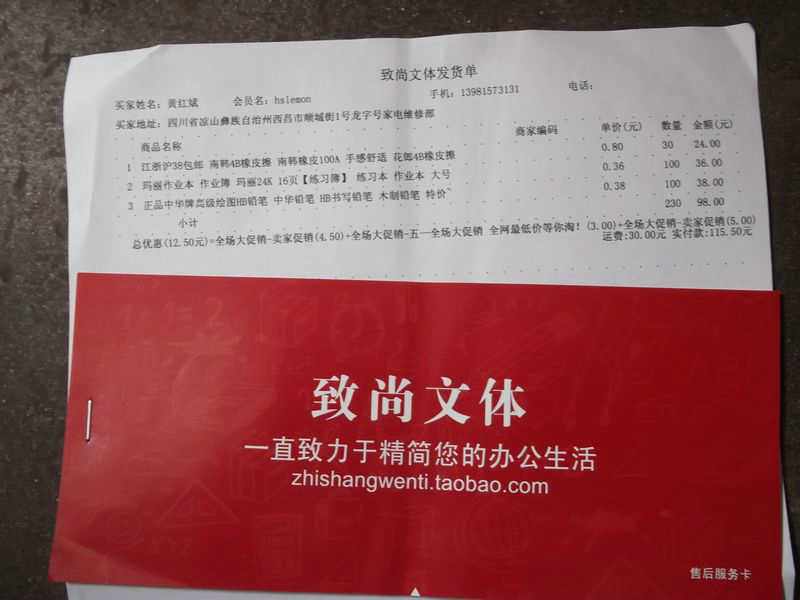 致尚文体发货单
买家姓名：黄红斌 会员名：hslemon 手机：13981573131 电话：
买家地址：四川省凉山彝族自治州西昌市顺城街1号龙字号家电维修部
商品名称 商家编码 单价(元) 数量 金额(元)
1 江浙沪38包邮 南韩4B橡皮擦 南韩橡皮100A 手感舒适 花郎4B橡皮擦 0.80 30 24.00
2 玛丽作业本 作业簿 玛丽24K 16页【练习簿】 练习本 作业本 大号 0.36 100 36.00
3 正品中华牌高级绘图HB铅笔 中华铅笔 HB书写铅笔 木制铅笔 特价~ 0.38 100 38.00
小计 230 98.00
总优惠(12.50元)=全场大促销-卖家促销(4.50)+全场大促销-五一全场大促销 全网最低价等你淘！(3.00)+全场大促销-卖家促销(5.00)
运费:30.00元 实付款:115.50元
致尚文体
一直致力于精简您的办公生活
zhishangwenti.taobao.com
售后服务卡